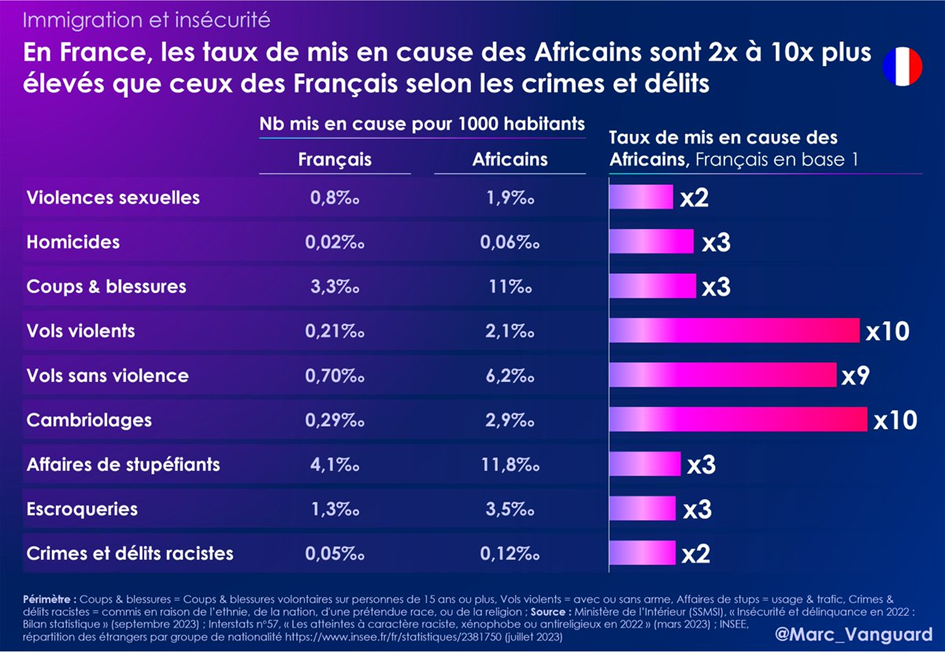 Immigration et insécurité
En France, les taux de mis en cause des Africains sont 2x à 10x plus
élevés que ceux des Français selon les crimes et délits
Nb mis en cause pour 1000 habitants
Taux de mis en cause des
Africains, Français en base 1
Français Africains
Violences sexuelles 0,8‰ 1,9‰ x2
Homicides 0,02‰ 0,06‰ x3
Coups & blessures 3,3‰ 11‰ x3
Vols violents 0,21‰ 2,1‰ x10
Vols sans violence 0,70‰ 6,2‰ x9
Cambriolages 0,29‰ 2,9‰ x10
Affaires de stupéfiants 4,1‰ 11,8‰ x3
Escroqueries 1,3‰ 3,5‰ x3
Crimes et délits racistes 0,05‰ 0,12‰ x2
Périmètre : Coups & blessures = Coups & blessures volontaires sur personnes de 15 ans ou plus, Vols violents = avec ou sans arme, Affaires de stups = usage & trafic, Crimes &
délits racistes = commis en raison de l'ethnie, de la nation, d'une prétendue race, ou de la religion ; Source : Ministère de l'Intérieur (SSMSI), « Insécurité et délinquance en 2022 :
Bilan statistique » (septembre 2023) ; Interstats n°57, « Les atteintes à caractère raciste, xénophobe ou antireligieux en 2022 » (mars 2023) ; INSEE,
répartition des étrangers par groupe de nationalité https://www.insee.fr/fr/statistiques/2381750 (juillet 2023)
@Marc_Vanguard